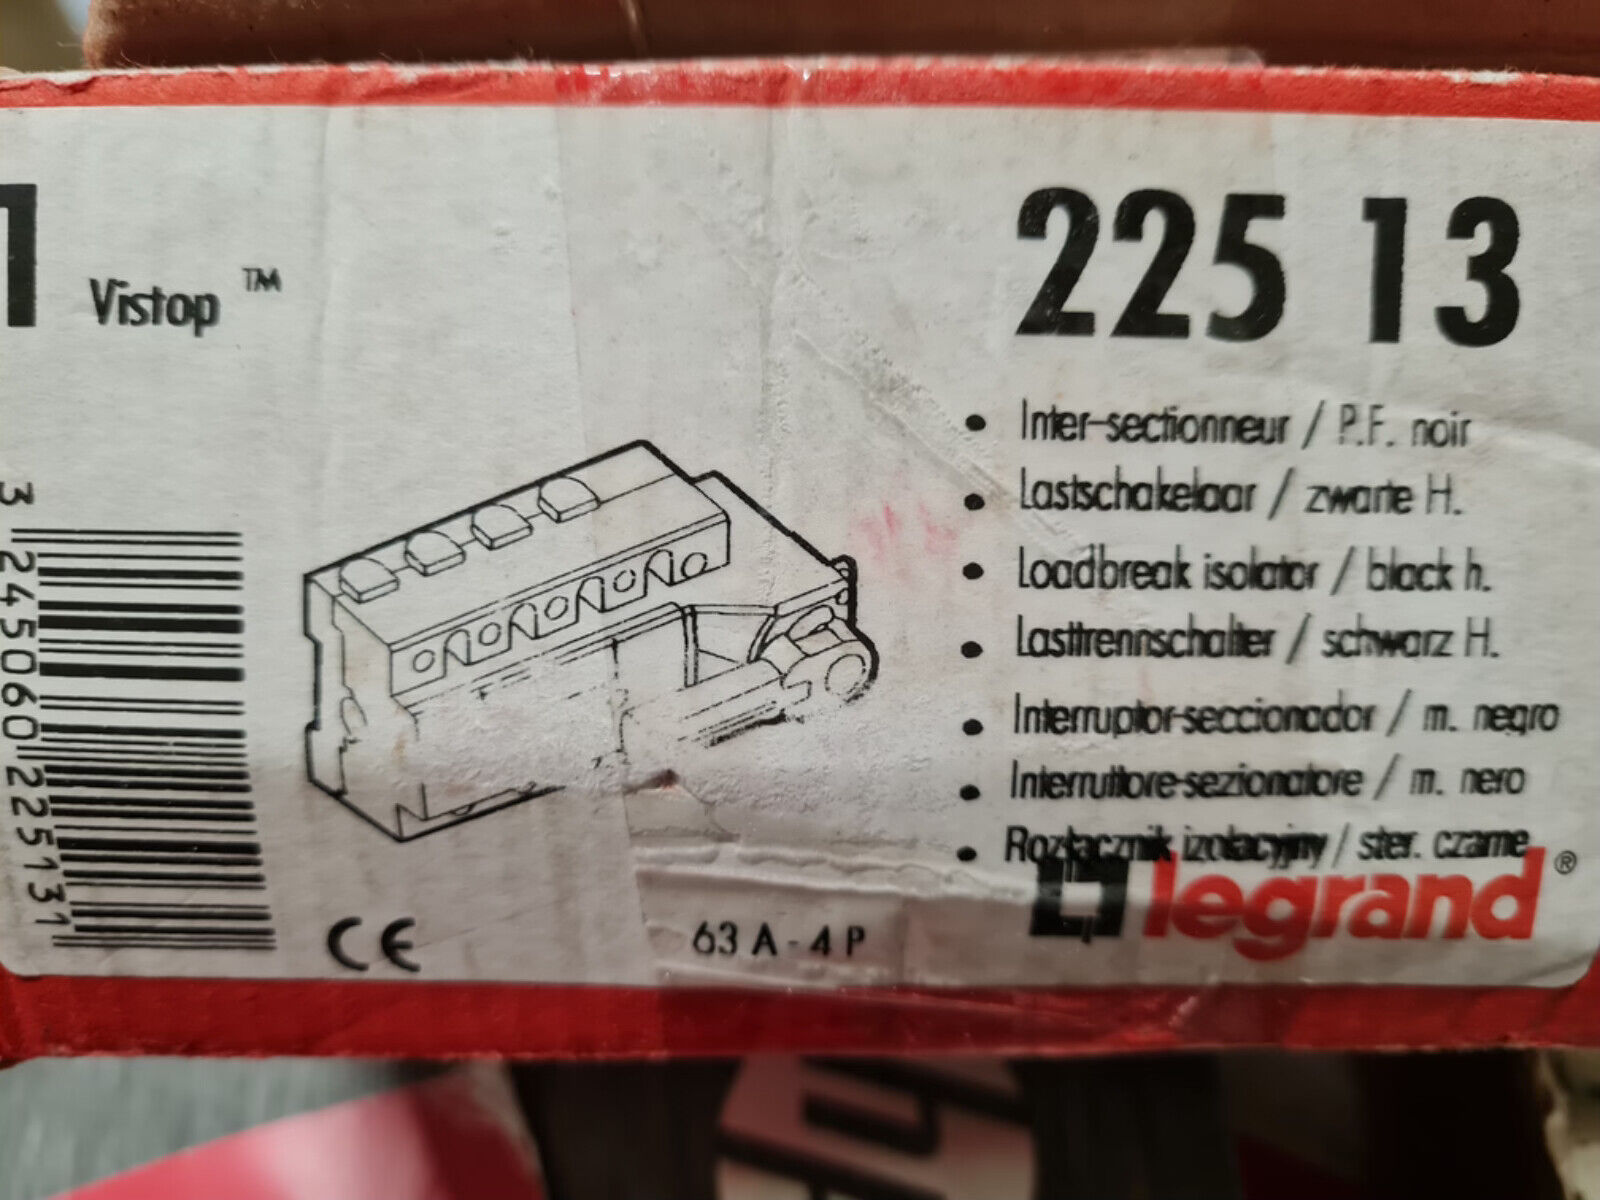 1 Vistop ™
225 13
• Inter-sectionneur / P.F. noir
• Lastschakelaar / zwarte H.
• Loadbreak isolator / black h.
• Lasttrennschalter / schwarz H.
• Interruptor-seccionador / m. negro
• Interruttore-sezionatore / m. nero
• Rozłącznik izolacyjny / ster. czarne
3 245060 225131
CE
63 A - 4 P
legrand ®